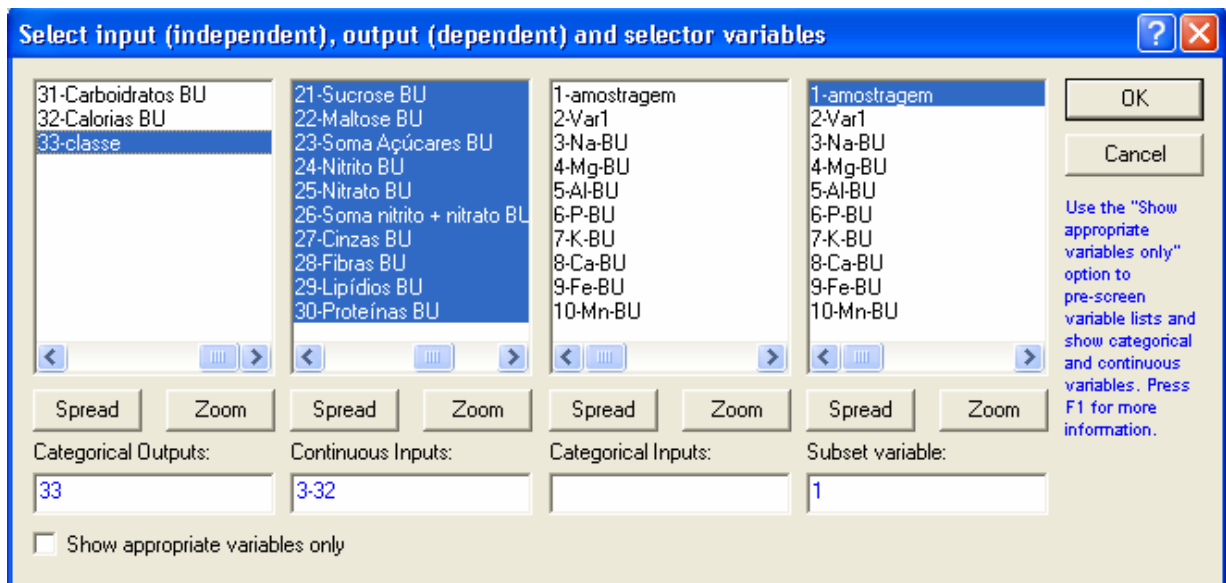 Select input (independent), output (dependent) and selector variables
31-Carboidratos BU
32-Calorias BU
33-classe
21-Sucrose BU
22-Maltose BU
23-Soma Açúcares BU
24-Nitrito BU
25-Nitrato BU
26-Soma nitrito + nitrato BU
27-Cinzas BU
28-Fibras BU
29-Lipídios BU
30-Proteínas BU
1-amostragem
2-Var1
3-Na-BU
4-Mg-BU
5-Al-BU
6-P-BU
7-K-BU
8-Ca-BU
9-Fe-BU
10-Mn-BU
1-amostragem
2-Var1
3-Na-BU
4-Mg-BU
5-Al-BU
6-P-BU
7-K-BU
8-Ca-BU
9-Fe-BU
10-Mn-BU
OK
Cancel
Use the "Show
appropriate
variables only"
option to
pre-screen
variable lists and
show categorical
and continuous
variables. Press
F1 for more
information.
Spread
Zoom
Spread
Zoom
Spread
Zoom
Spread
Zoom
Categorical Outputs:
Continuous Inputs:
Categorical Inputs:
Subset variable:
33
3-32
1
Show appropriate variables only